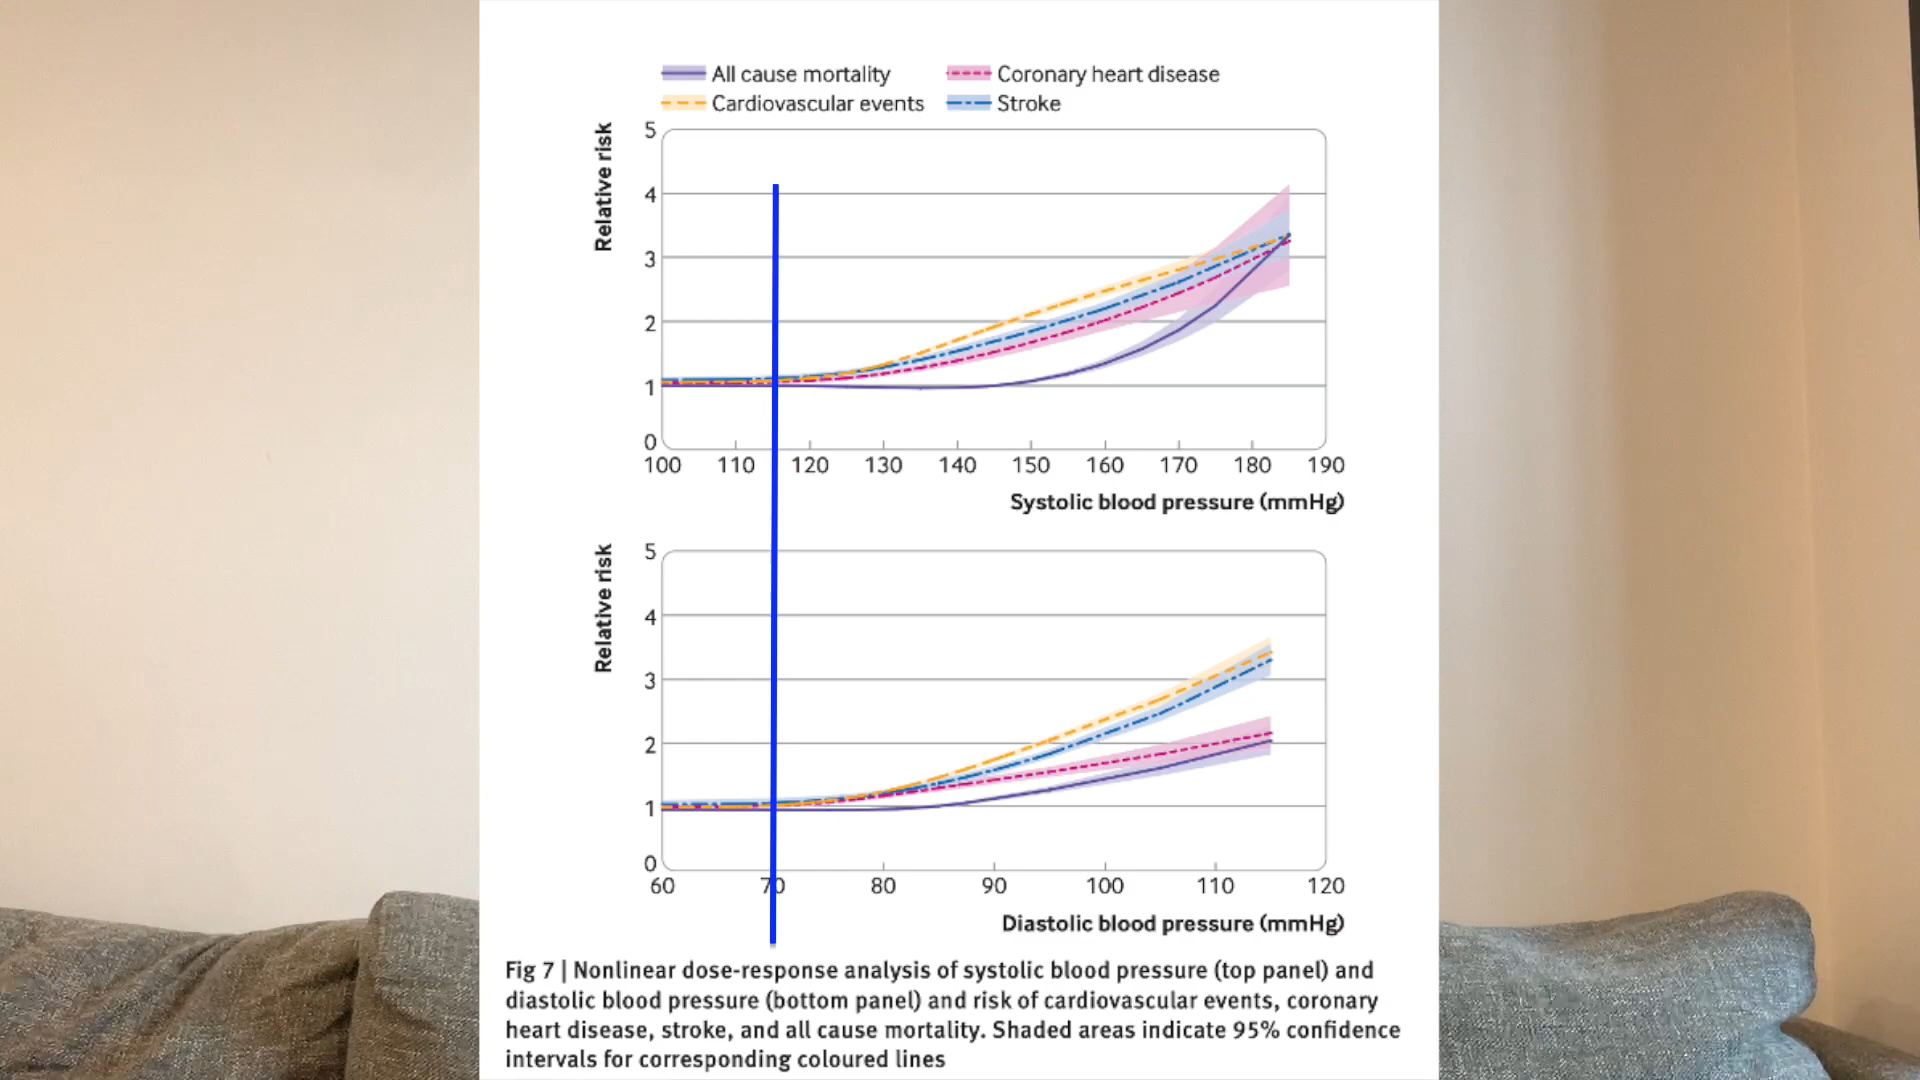 All cause mortality
Coronary heart disease
Cardiovascular events
Stroke
Relative risk
5
4
3
2
1
0
100 110 120 130 140 150 160 170 180 190
Systolic blood pressure (mmHg)
Relative risk
5
4
3
2
1
0
60 70 80 90 100 110 120
Diastolic blood pressure (mmHg)
Fig 7 | Nonlinear dose-response analysis of systolic blood pressure (top panel) and
diastolic blood pressure (bottom panel) and risk of cardiovascular events, coronary
heart disease, stroke, and all cause mortality. Shaded areas indicate 95% confidence
intervals for corresponding coloured lines